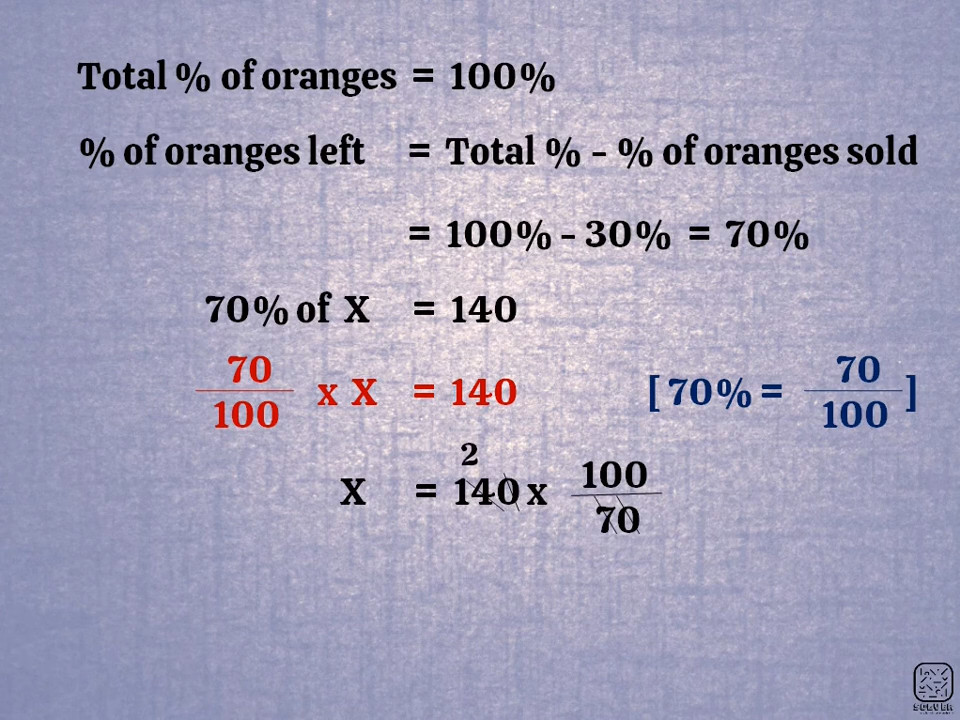 Total % of oranges = 100%
% of oranges left = Total % - % of oranges sold
= 100% - 30% = 70%
70% of X = 140
70/100 x X = 140 [ 70% = 70/100 ]
2
X = 140 x 100/70
SOLVER